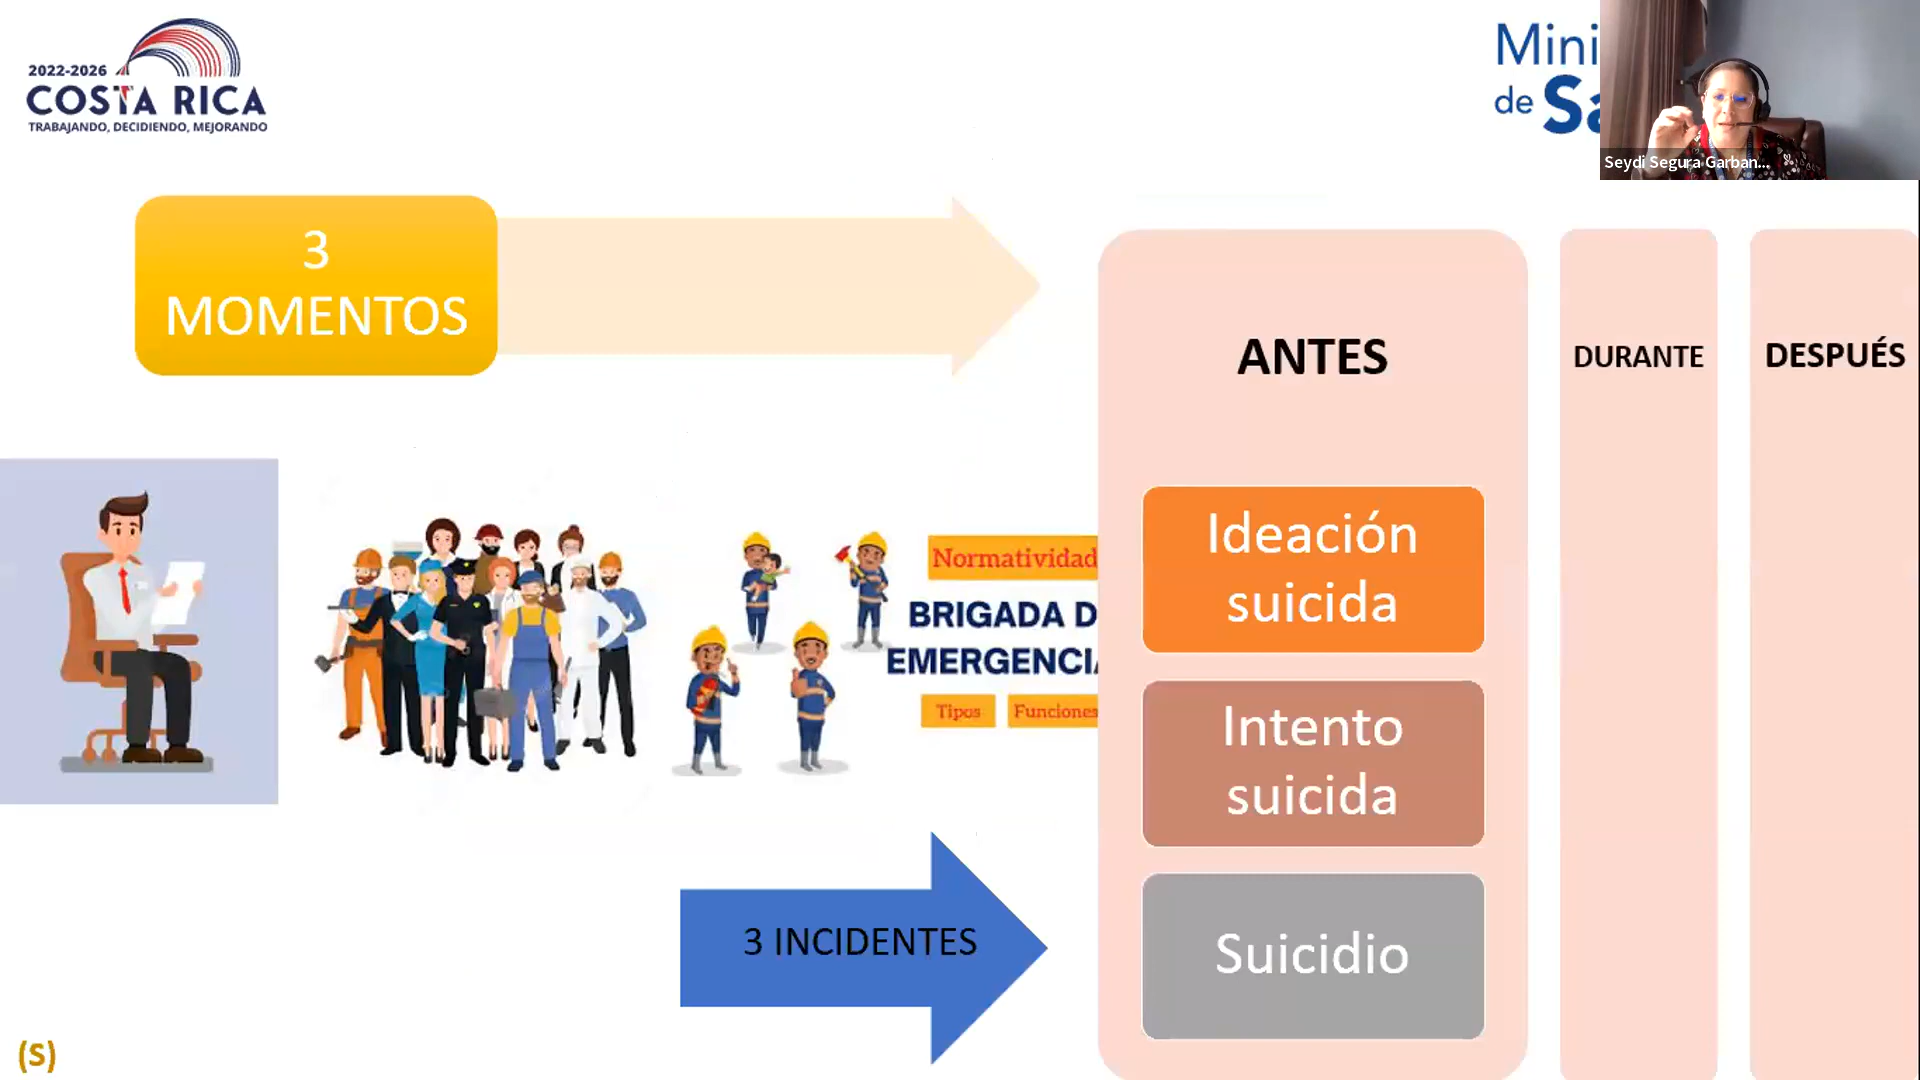 2022-2026
COSTA RICA
TRABAJANDO, DECIDIENDO, MEJORANDO
de
Seydi Segura Garban...
3
MOMENTOS
ANTES
DURANTE
DESPUÉS
Ideación
suicida
Normatividad
BRIGADA D
EMERGENCI
Tipos
Funciones
Intento
suicida
3 INCIDENTES
Suicidio
(S)